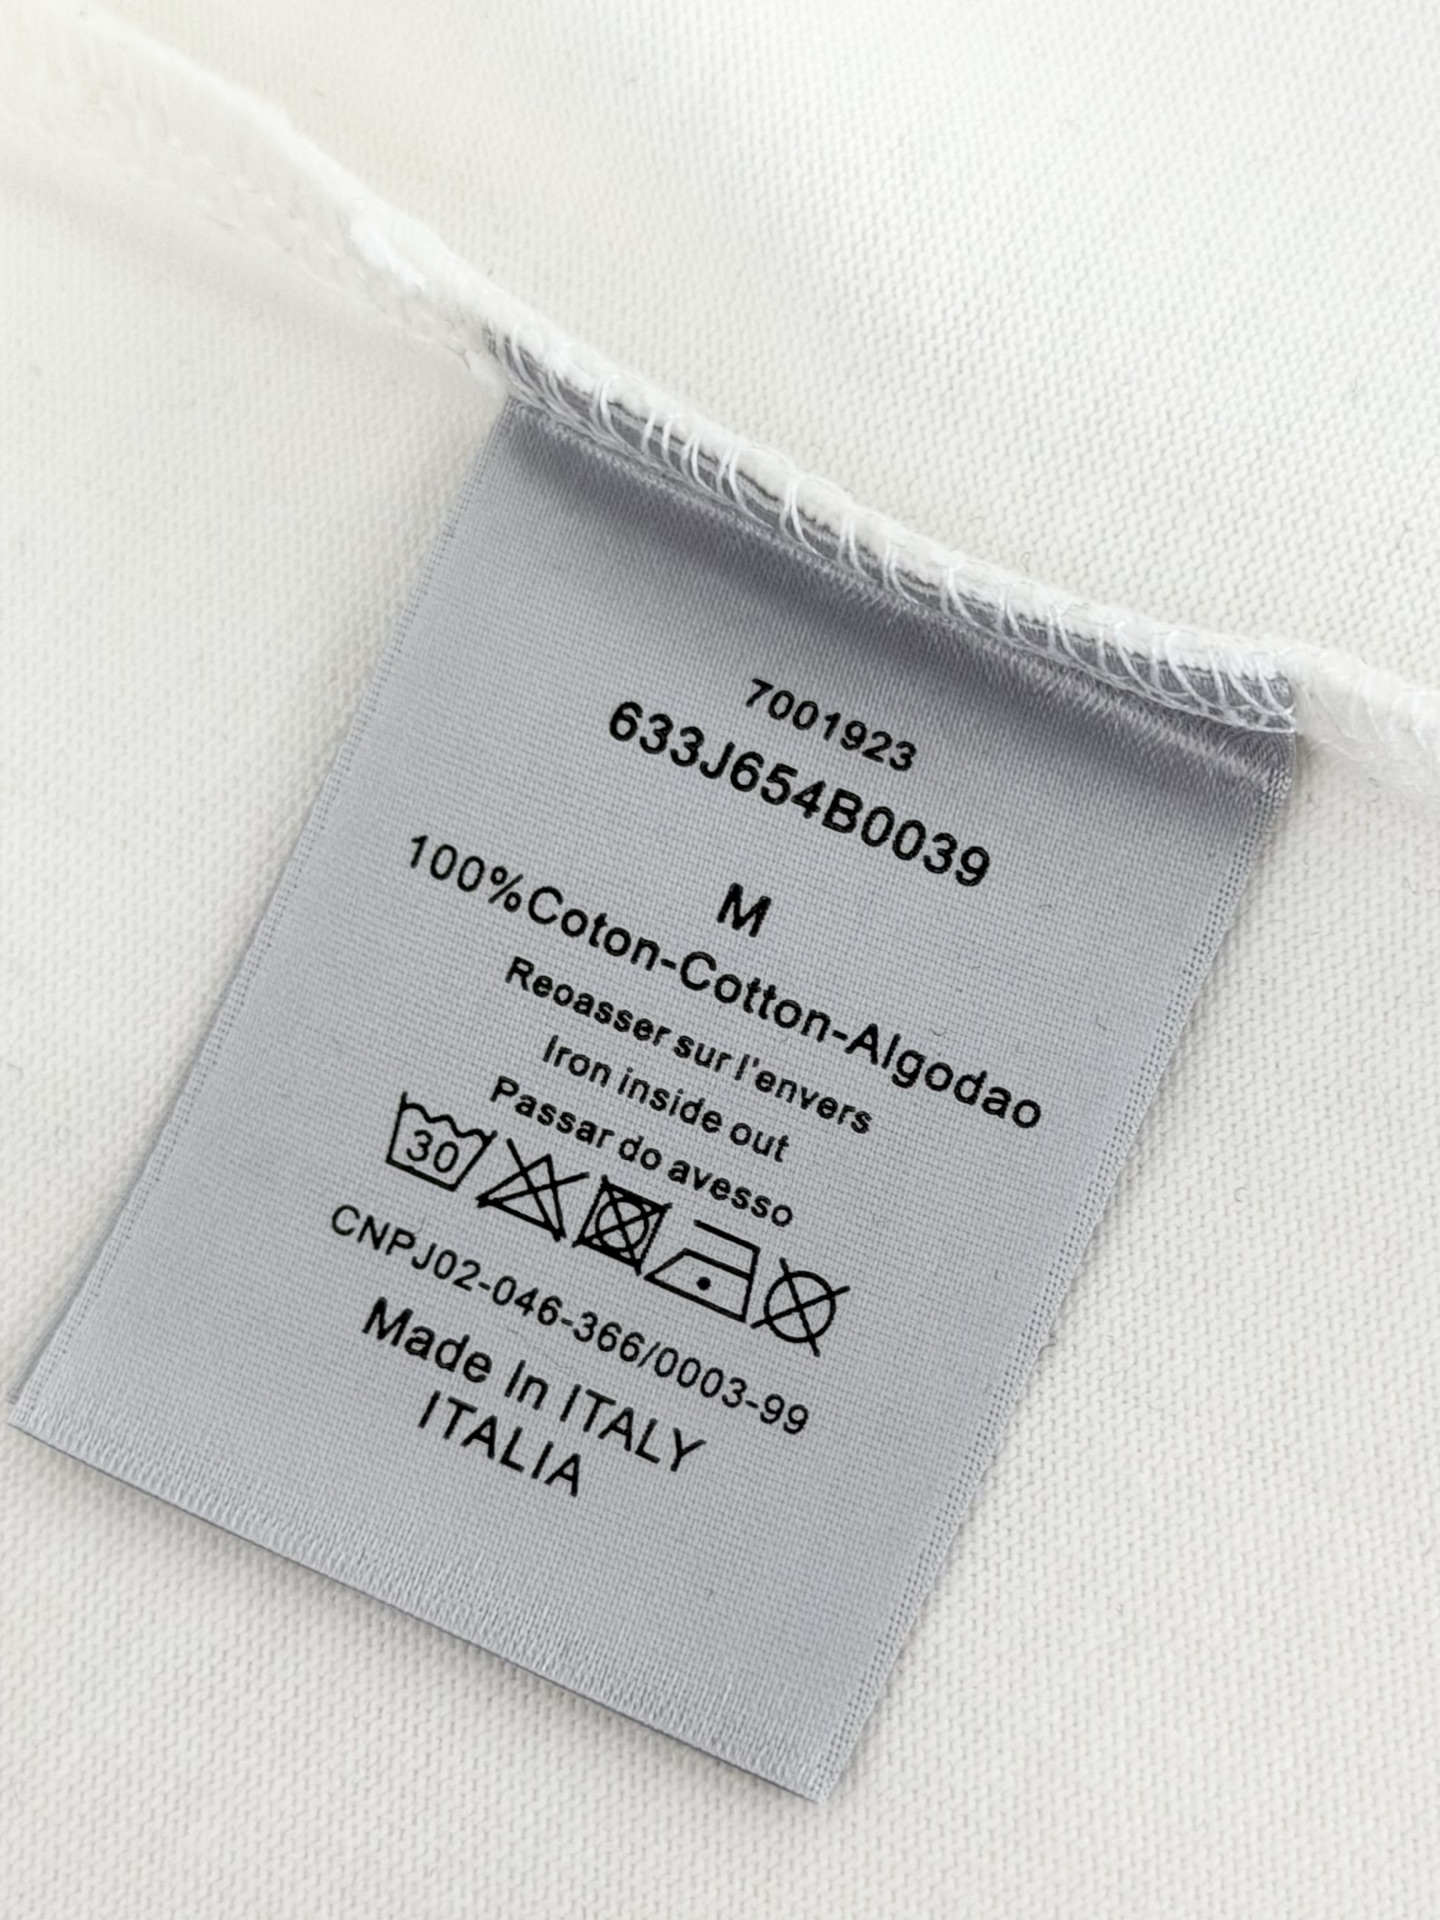 7001923
633J654B0039
M
100%Coton-Cotton-Algodao
Reoasser sur l'envers
Iron inside out
Passar do avesso
30
CNPJ02-046-366/0003-99
Made In ITALY
ITALIA